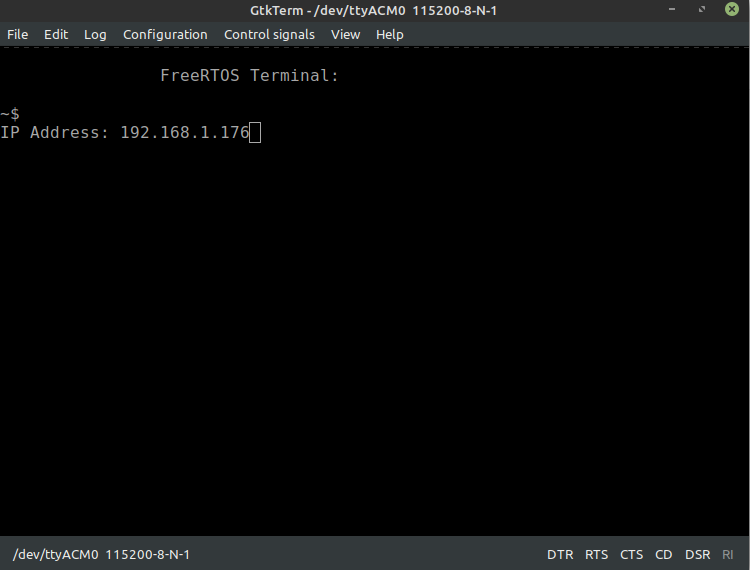 GtkTerm - /dev/ttyACM0 115200-8-N-1
File Edit Log Configuration Control signals View Help
FreeRTOS Terminal:
~$
IP Address: 192.168.1.176
/dev/ttyACM0 115200-8-N-1 DTR RTS CTS CD DSR RI